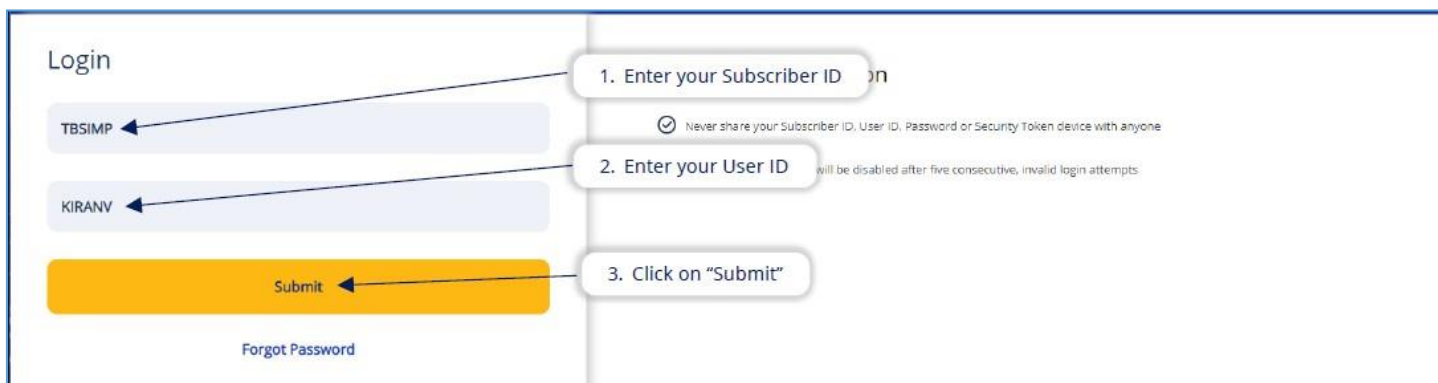 Login
1. Enter your Subscriber ID
on
TBSIMP
Never share your Subscriber ID, User ID, Password or Security Token device with anyone
2. Enter your User ID
will be disabled after five consecutive, invalid login attempts
KIRANV
3. Click on “Submit”
Submit
Forgot Password